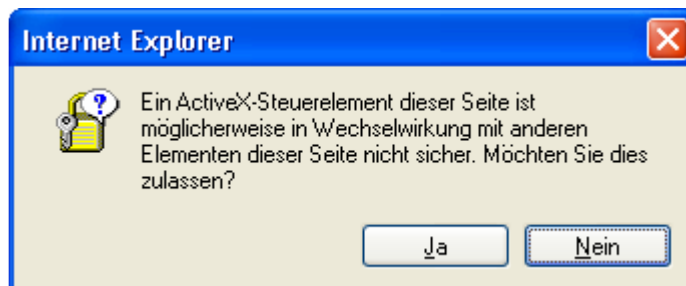 Internet Explorer
Ein ActiveX-Steuerelement dieser Seite ist
möglicherweise in Wechselwirkung mit anderen
Elementen dieser Seite nicht sicher. Möchten Sie dies
zulassen?
Ja Nein